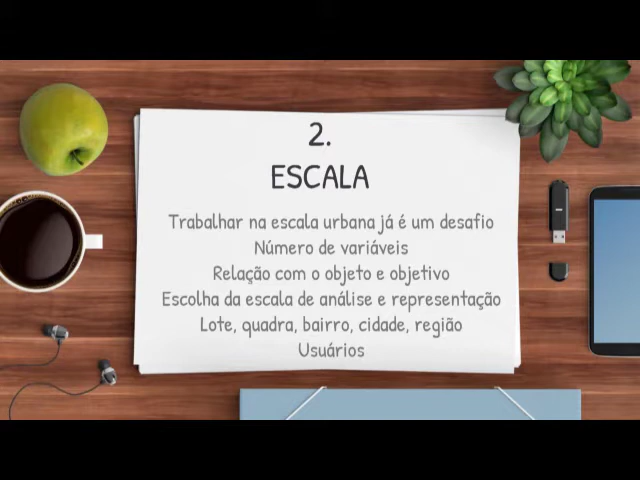 2.
ESCALA
Trabalhar na escala urbana já é um desafio
Número de variáveis
Relação com o objeto e objetivo
Escolha da escala de análise e representação
Lote, quadra, bairro, cidade, região
Usuários